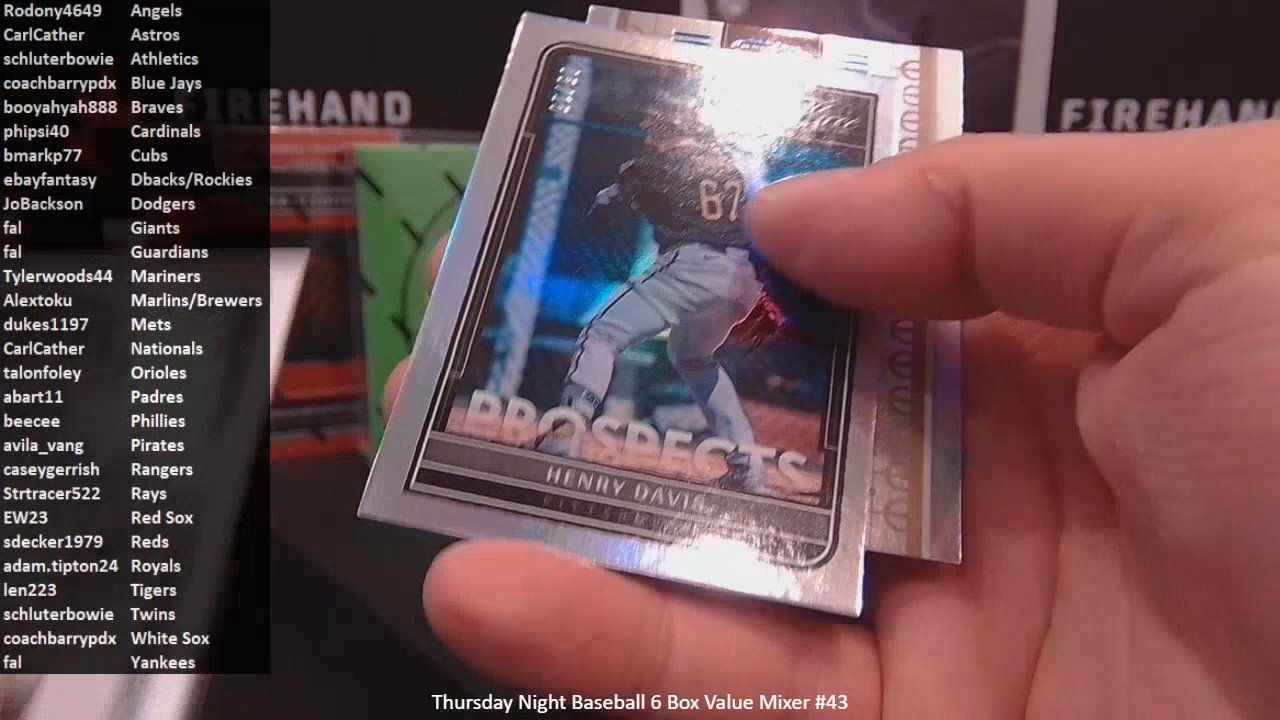 Rodony4649 Angels
CarlCather Astros
schluterbowie Athletics
coachbarrypdx Blue Jays
booyahyah888 Braves
phipsi40 Cardinals
bmarkp77 Cubs
ebayfantasy Dbacks/Rockies
JoBackson Dodgers
fal Giants
fal Guardians
Tylerwoods44 Mariners
Alextoku Marlins/Brewers
dukes1197 Mets
CarlCather Nationals
talonfoley Orioles
abart11 Padres
beecee Phillies
avila_vang Pirates
caseygerrish Rangers
Strtracer522 Rays
EW23 Red Sox
sdecker1979 Reds
adam.tipton24 Royals
len223 Tigers
schluterbowie Twins
coachbarrypdx White Sox
fal Yankees
FIREHAND
FIREHAN
67
PROSPECTS
HENRY DAVIS
Thursday Night Baseball 6 Box Value Mixer #43